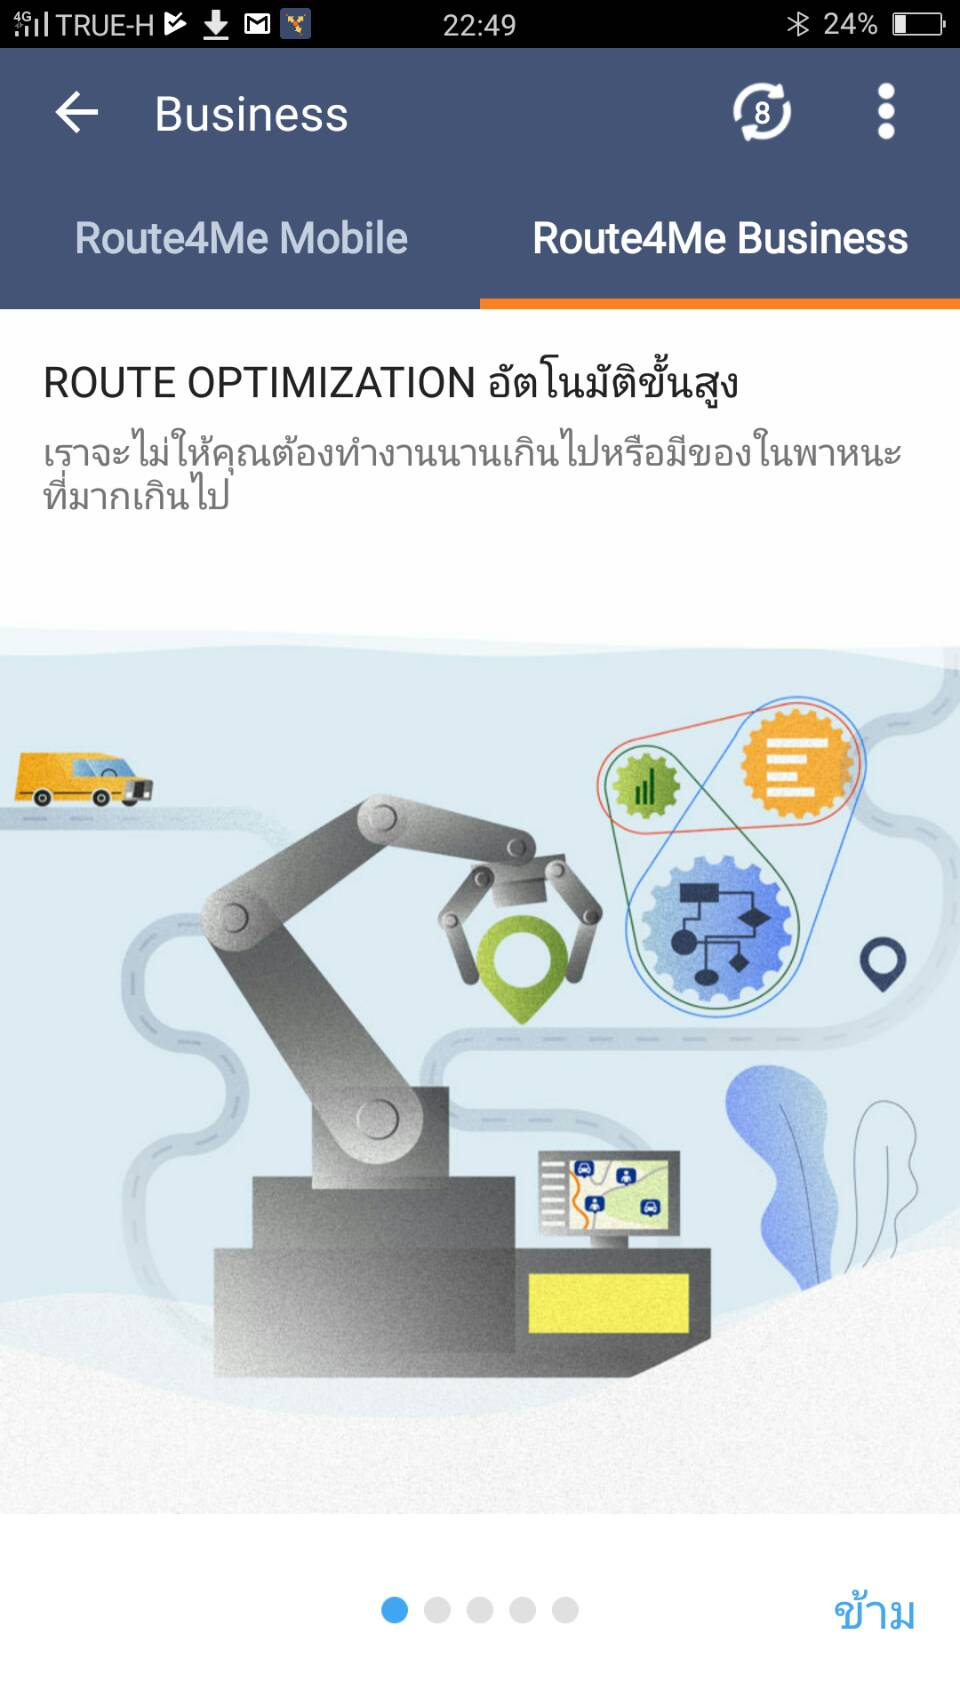 4G TRUE-H 22:49 24%
Business 8
Route4Me Mobile Route4Me Business
ROUTE OPTIMIZATION อัตโนมัติขั้นสูง
เราจะไม่ให้คุณต้องทำงานนานเกินไปหรือมีของในพาหนะ
ที่มากเกินไป
ข้าม